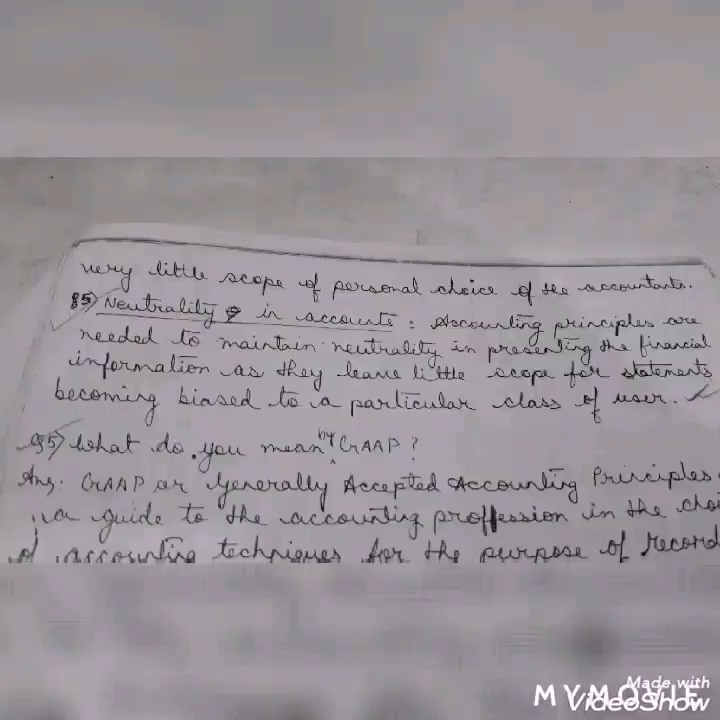 very little scope of personal choice of the accountants.
85) Neutrality in accounts : Accounting principles are
needed to maintain neutrality in presenting the financial
information as they leave little scope for statements
becoming biased to a particular class of user.
95) What do you mean by GAAP ?
Ans. GAAP or Generally Accepted Accounting Principles
a guide to the accounting proffession in the
of accounting techniques for the purpose of record
Made with
MYMOVIE
VideoShow